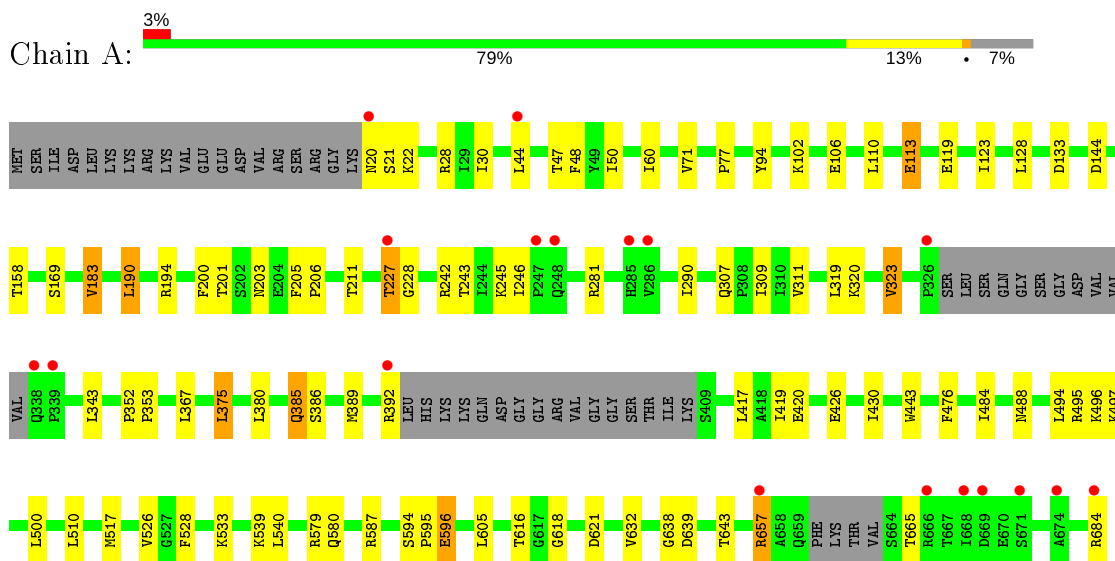 3%
Chain A:
79% 13% • 7%
MET SER ILE ASP LEU LYS LYS ARG LYS VAL GLU GLU ASP VAL ARG SER ARG GLY LYS N20 S21 K22 R28 I29 I30 L44 T47 F48 Y49 I50 I60 V71 P77 Y94 K102 E106 L110 E113 E119 I123 L128 D133 D144
T158 S169 V183 L190 R194 F200 T201 S202 N203 E204 F205 P206 T211 T227 G228 R242 T243 I244 K245 I246 P247 Q248 R281 H285 V286 I290 Q307 P308 I309 I310 V311 L319 K320 V323 P326 SER LEU SER GLN GLY SER GLY ASP VAL VAL
VAL Q338 P339 L343 P352 P353 L367 L375 L380 Q385 S386 M389 R392 LEU HIS LYS LYS GLN ASP GLY GLY ARG VAL GLY GLY SER THR ILE LYS S409 L417 A418 I419 E420 E426 I430 W443 F476 I484 N488 L494 R495 K496 K497
L500 L510 M517 V526 G527 F528 K533 K539 L540 R579 Q580 R587 S594 P595 E596 L605 T616 G617 G618 D621 V632 G638 D639 T643 R657 A658 Q659 PHE LYS THR VAL S664 T665 R666 T667 I668 D669 E670 S671 A674 R684